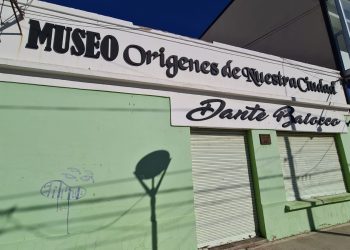 MUSEO Orígenes de Nuestra Ciudad
Dante Balocco